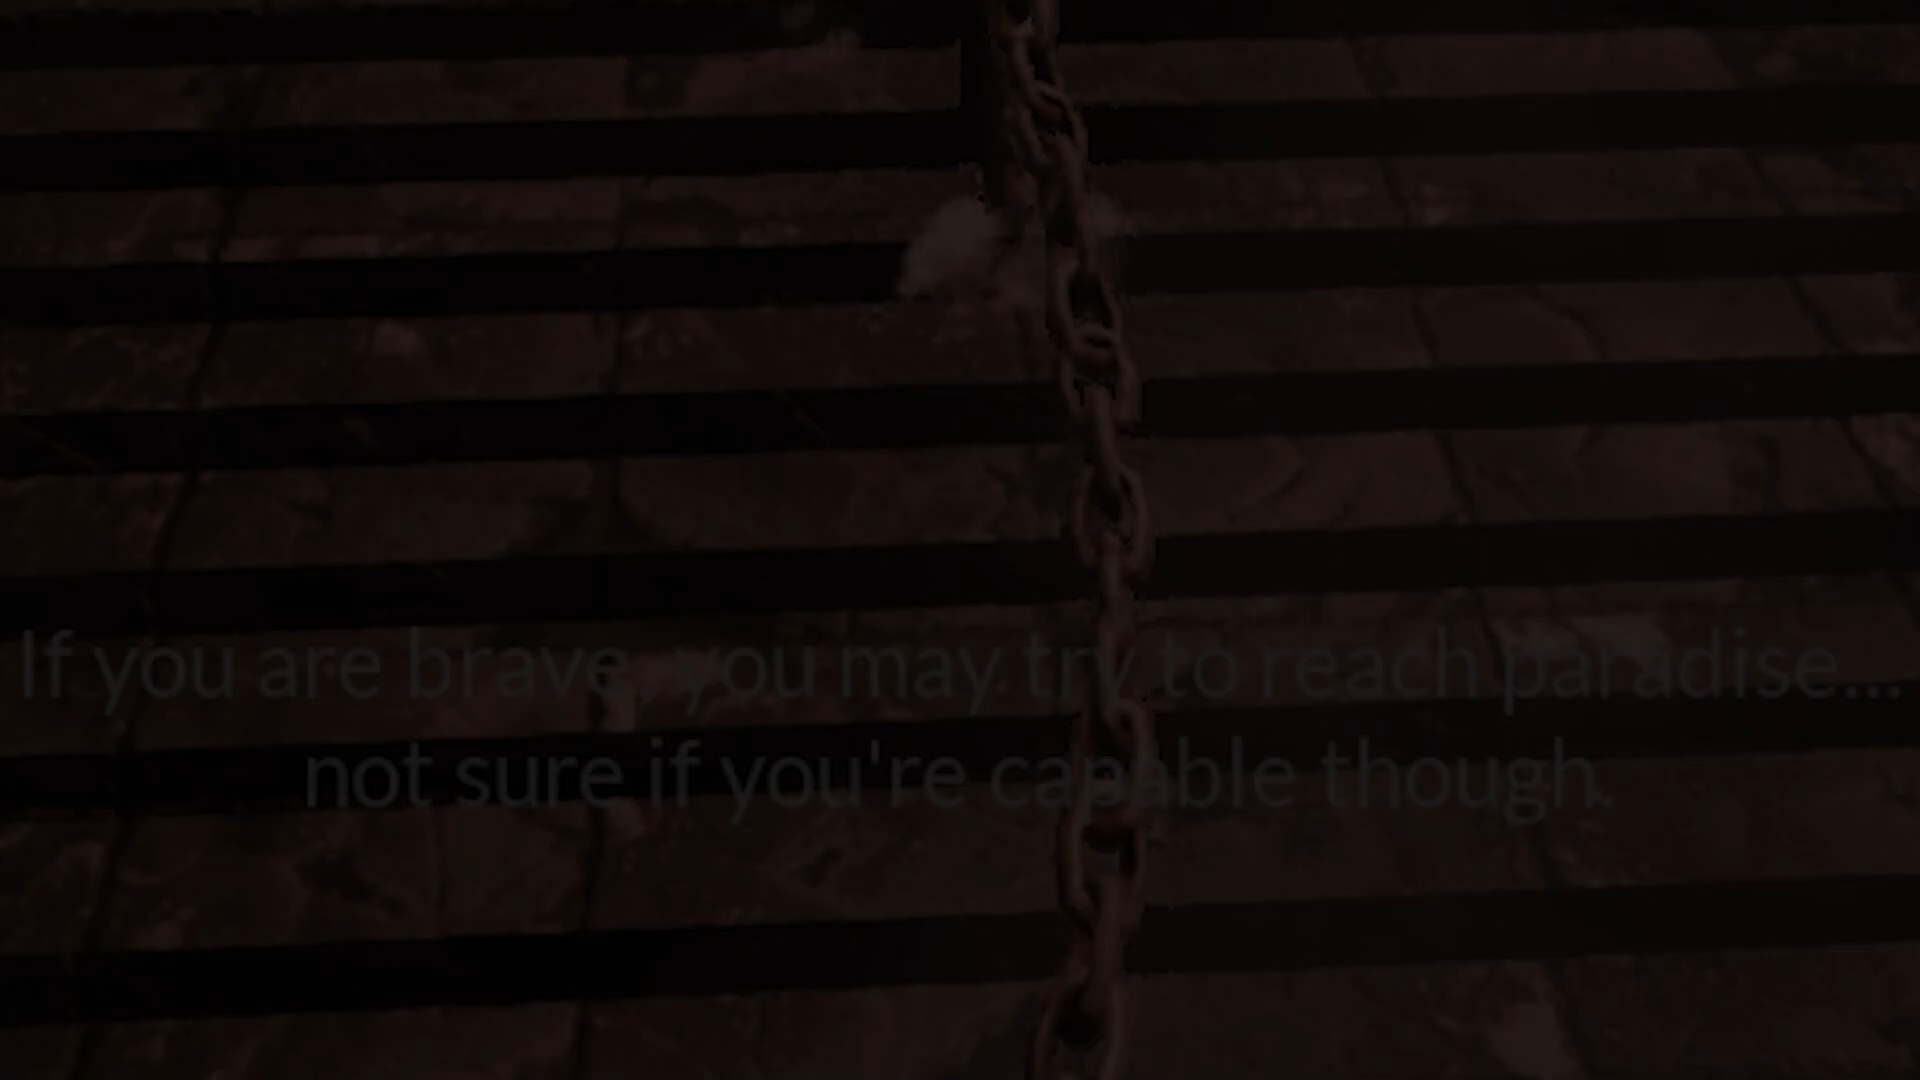 If you are brave, you may try to reach paradise...
not sure if you're capable though.